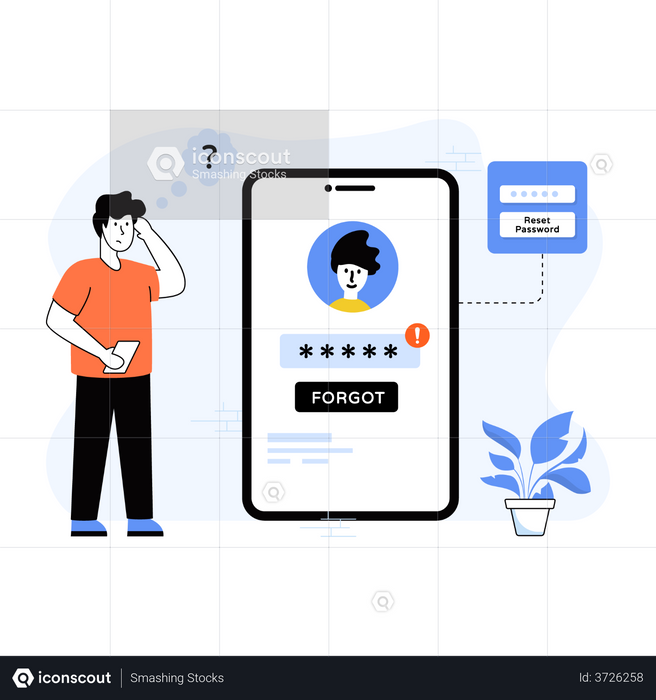 ?
iconscout
Smashing Stocks
Reset
Password
*****
!
FORGOT
iconscout
Smashing Stocks
Id: 3726258